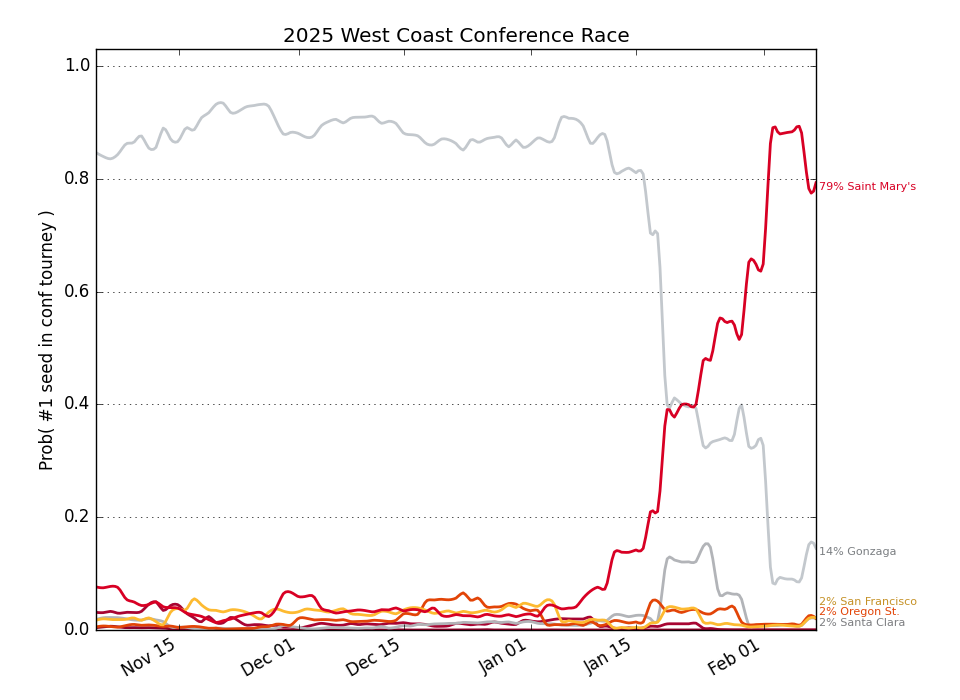 2025 West Coast Conference Race
Prob( #1 seed in conf tourney )
1.0
0.8
0.6
0.4
0.2
0.0
Nov 15
Dec 01
Dec 15
Jan 01
Jan 15
Feb 01
79% Saint Mary's
14% Gonzaga
2% San Francisco
2% Oregon St.
2% Santa Clara